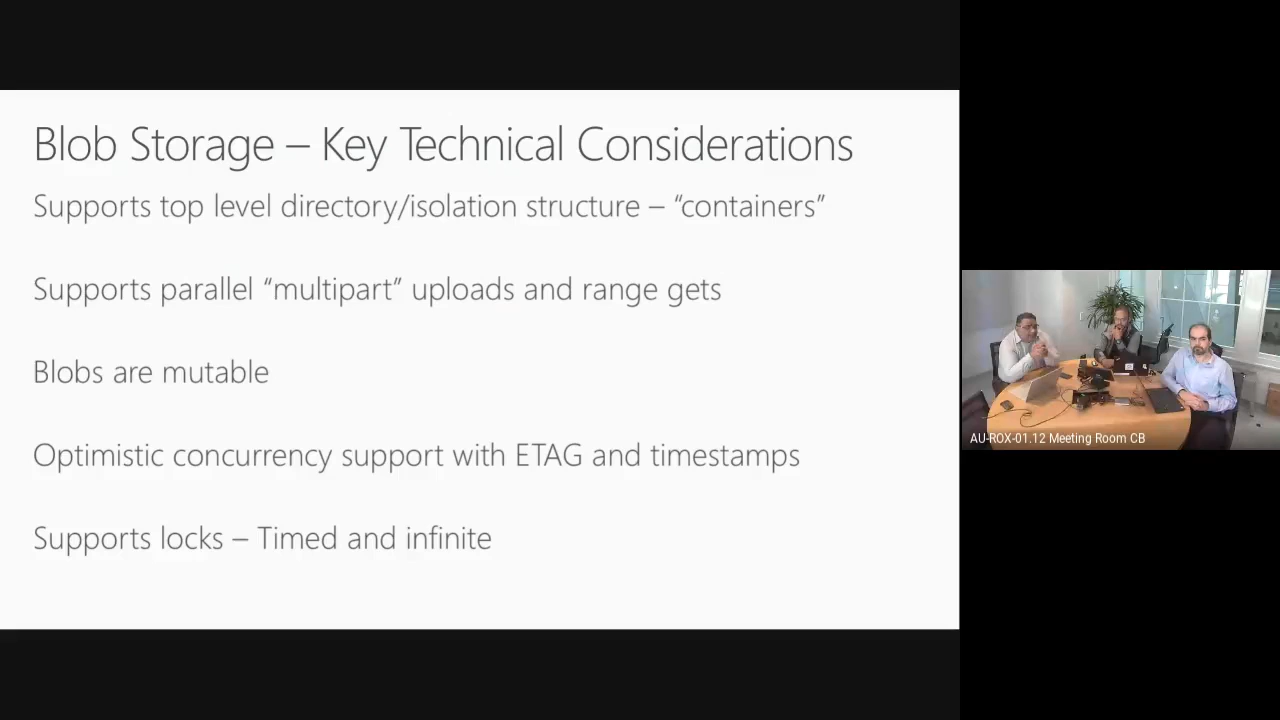 Blob Storage – Key Technical Considerations
Supports top level directory/isolation structure – “containers”
Supports parallel “multipart” uploads and range gets
Blobs are mutable
Optimistic concurrency support with ETAG and timestamps
Supports locks – Timed and infinite
AU-ROX-01.12 Meeting Room CB